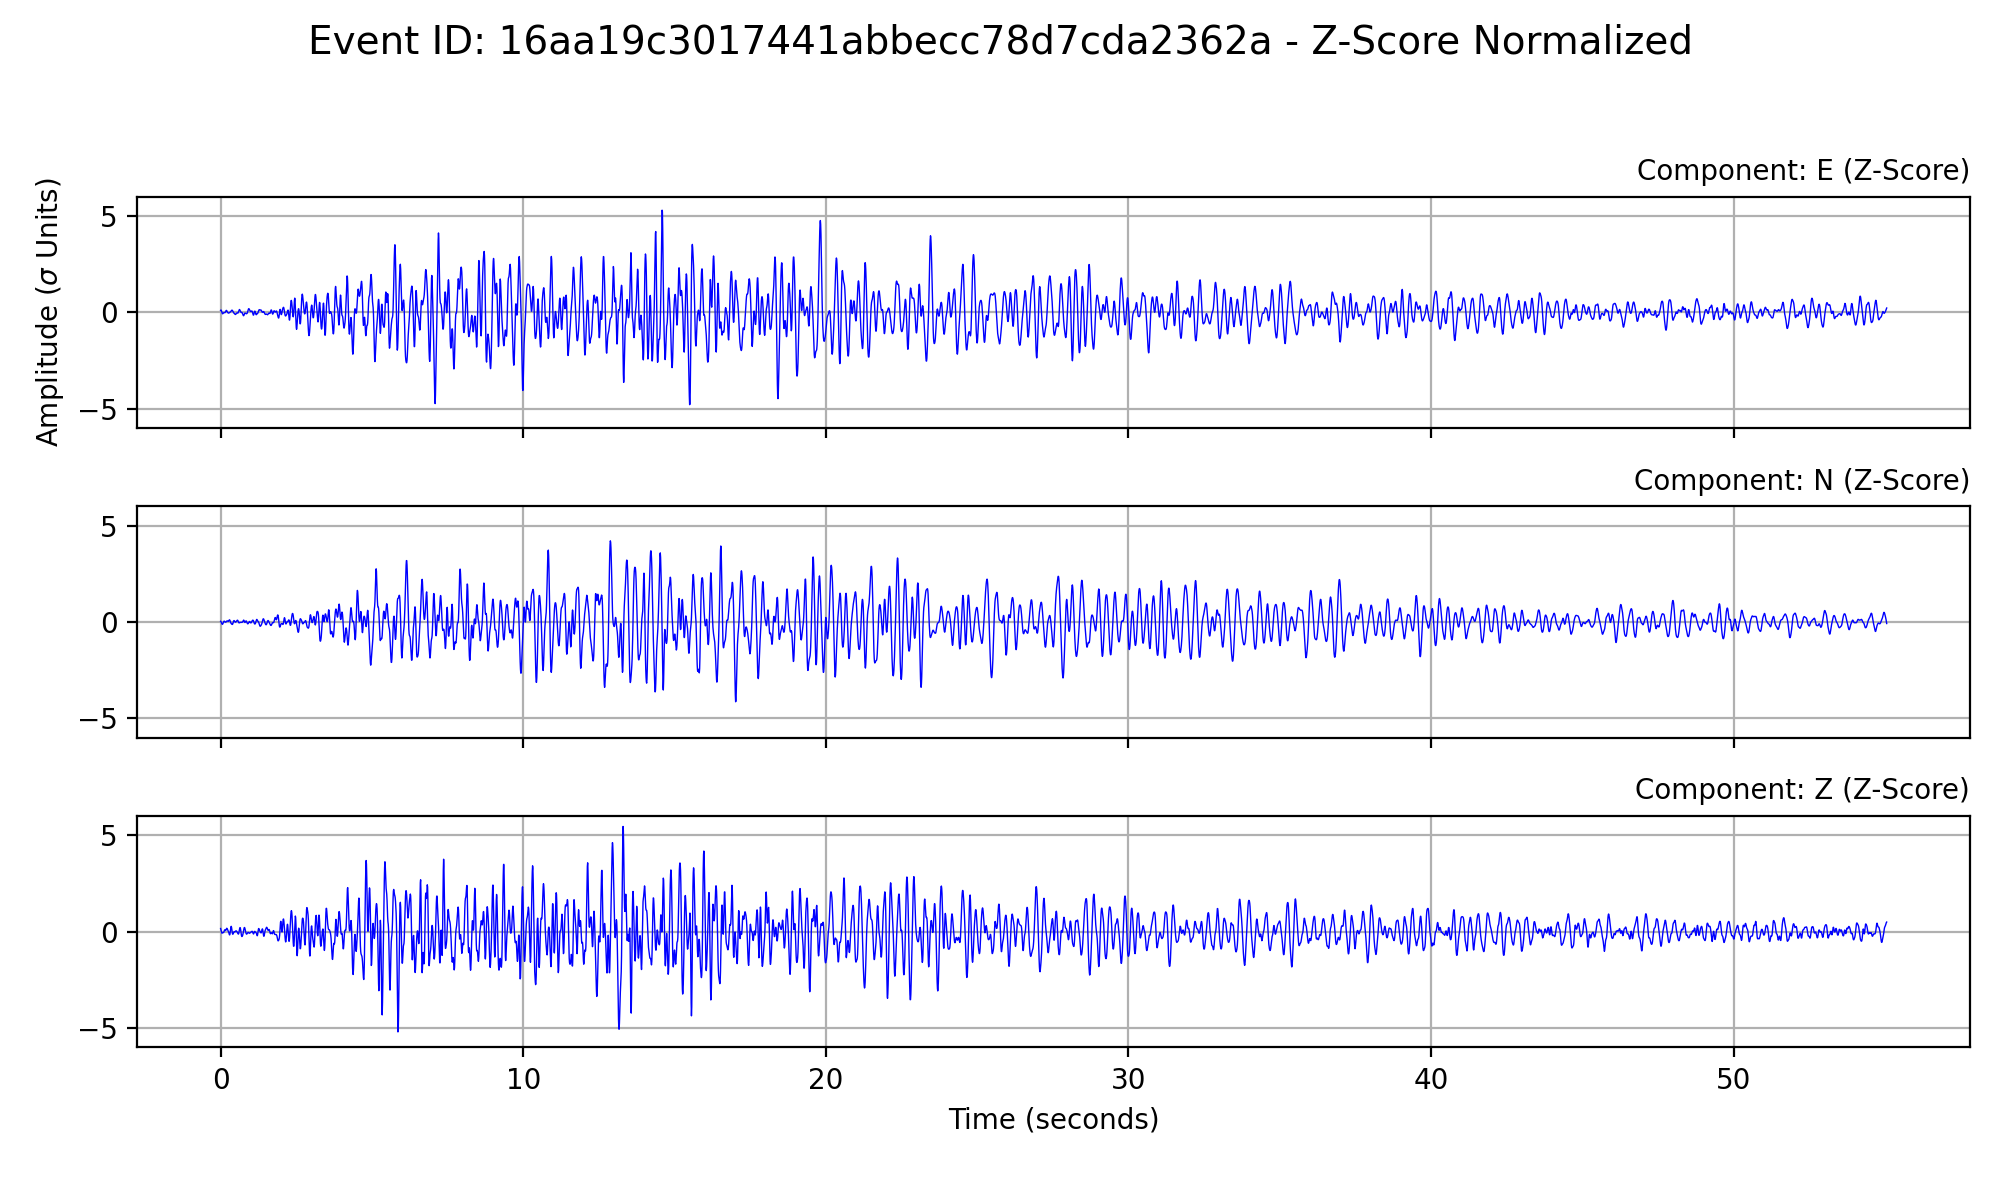 Event ID: 16aa19c3017441abbecc78d7cda2362a - Z-Score Normalized
Component: E (Z-Score)
Amplitude (σ Units)
5
0
−5
Component: N (Z-Score)
5
0
−5
Component: Z (Z-Score)
5
0
−5
0 10 20 30 40 50
Time (seconds)